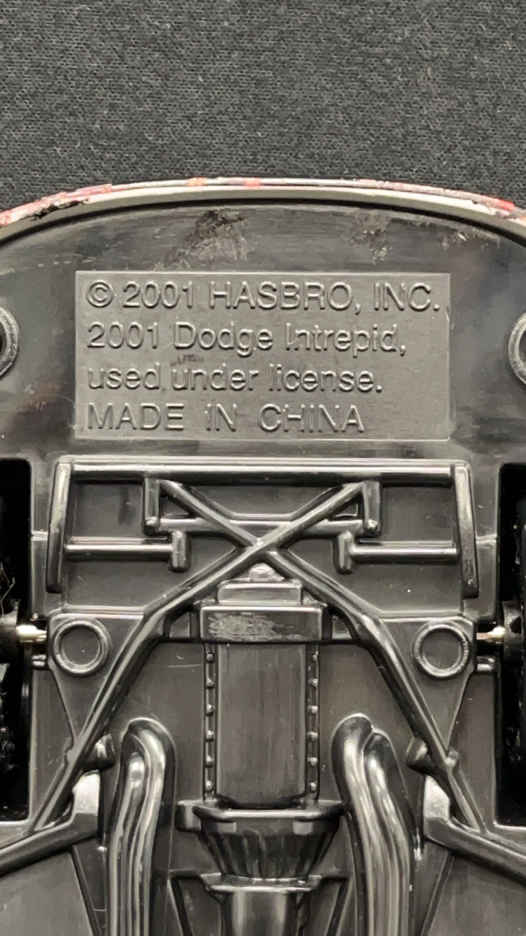 © 2001 HASBRO, INC.
2001 Dodge Intrepid,
used under license.
MADE IN CHINA